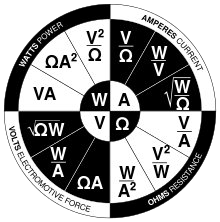 WATTS POWER
AMPERES CURRENT
VOLTS ELECTROMOTIVE FORCE
OHMS RESISTANCE
W
A
V
Ω
VA
ΩA²
V²/Ω
V/Ω
W/V
√W/Ω
V/A
V²/W
W/A²
ΩA
W/A
√ΩW